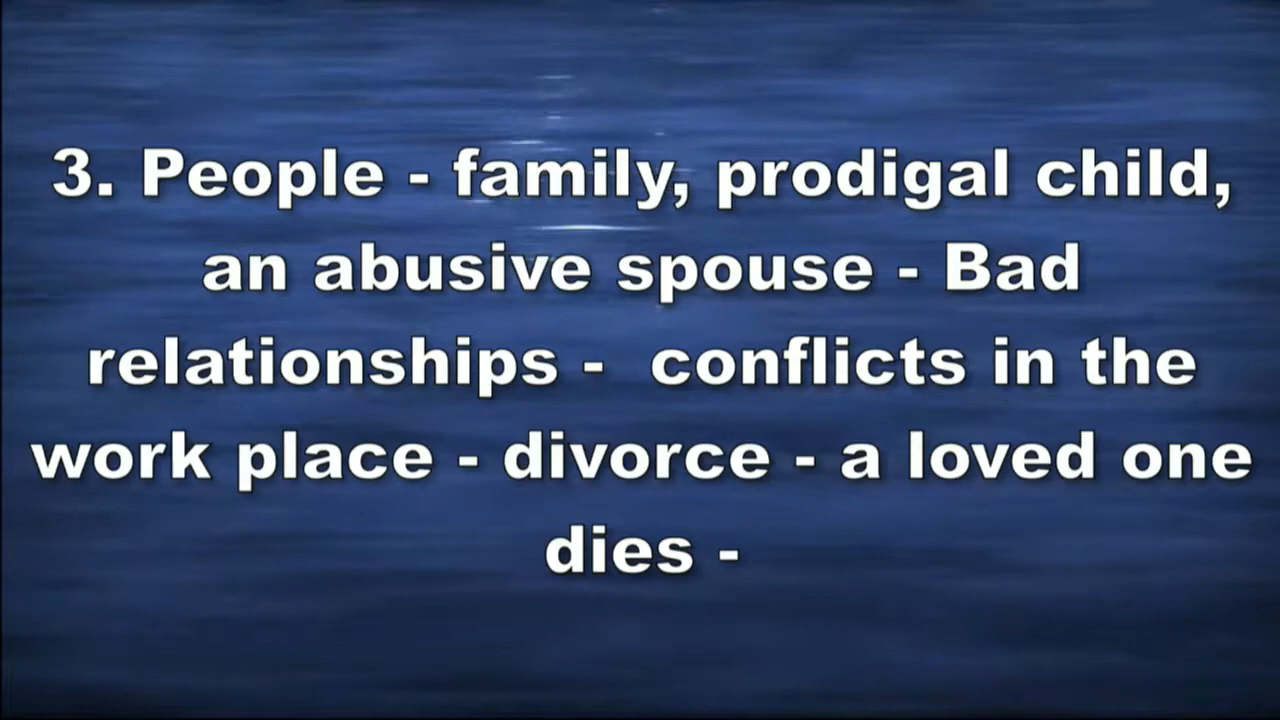 3. People - family, prodigal child,
an abusive spouse - Bad
relationships -  conflicts in the
work place - divorce - a loved one
dies -